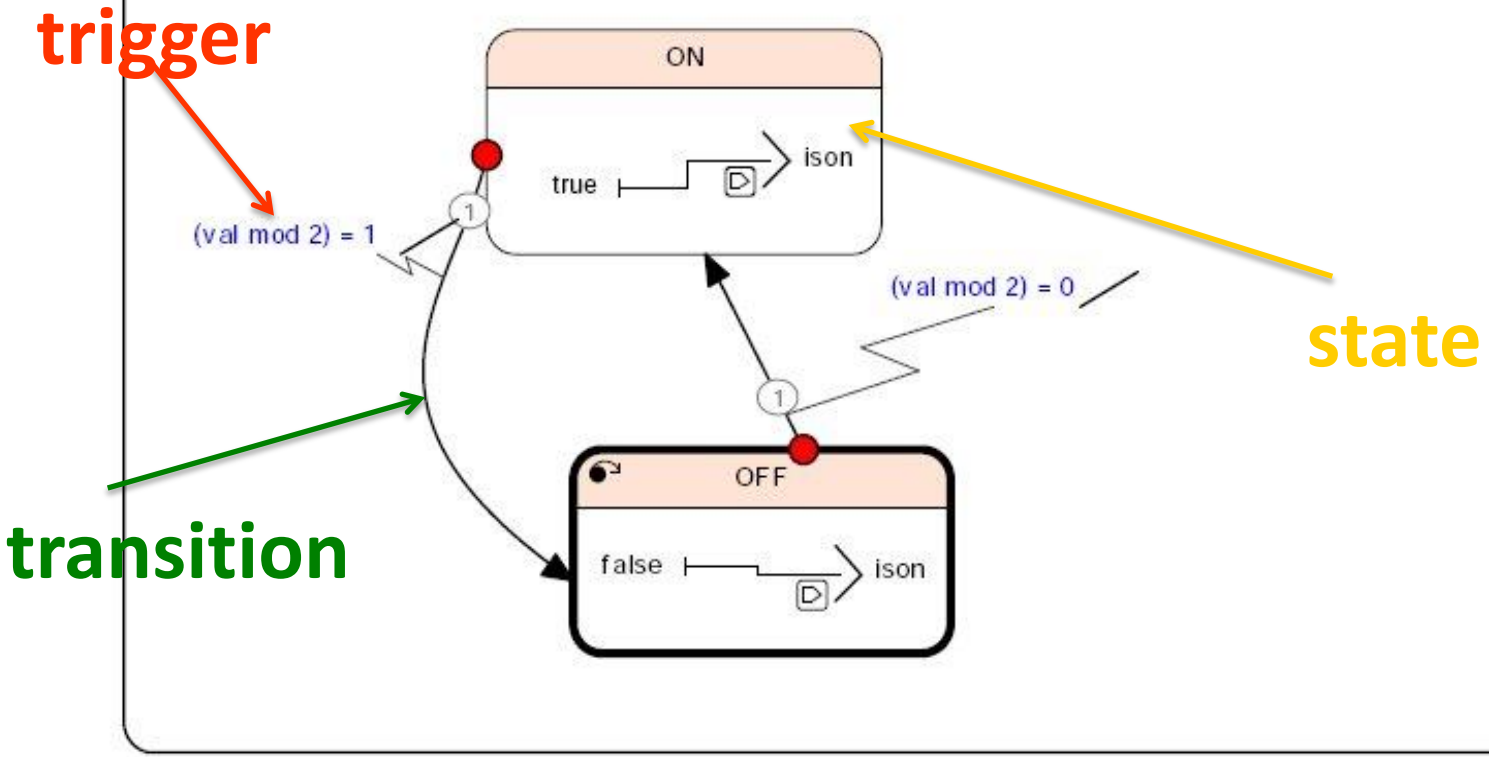 trigger
ON
true
ison
1
(val mod 2) = 1
(val mod 2) = 0
state
1
OFF
transition
false
ison